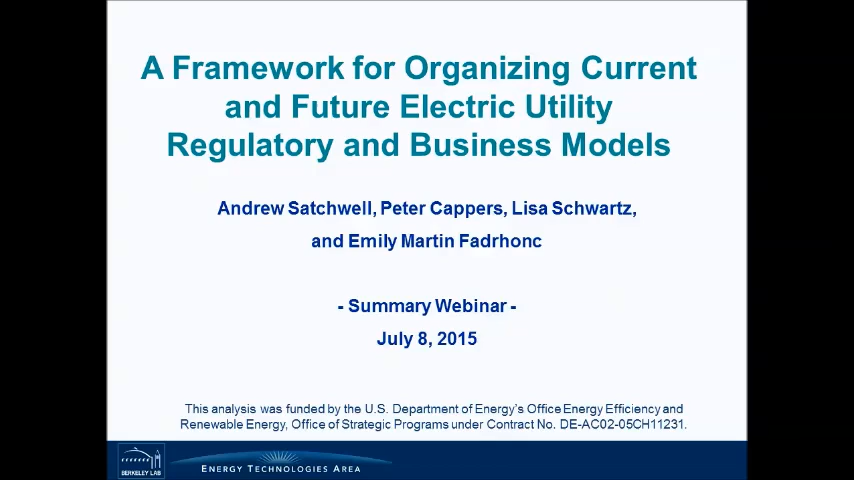 A Framework for Organizing Current
and Future Electric Utility
Regulatory and Business Models
Andrew Satchwell, Peter Cappers, Lisa Schwartz,
and Emily Martin Fadrhonc
- Summary Webinar -
July 8, 2015
This analysis was funded by the U.S. Department of Energy's Office Energy Efficiency and
Renewable Energy, Office of Strategic Programs under Contract No. DE-AC02-05CH11231.
BERKELEY LAB
ENERGY TECHNOLOGIES AREA